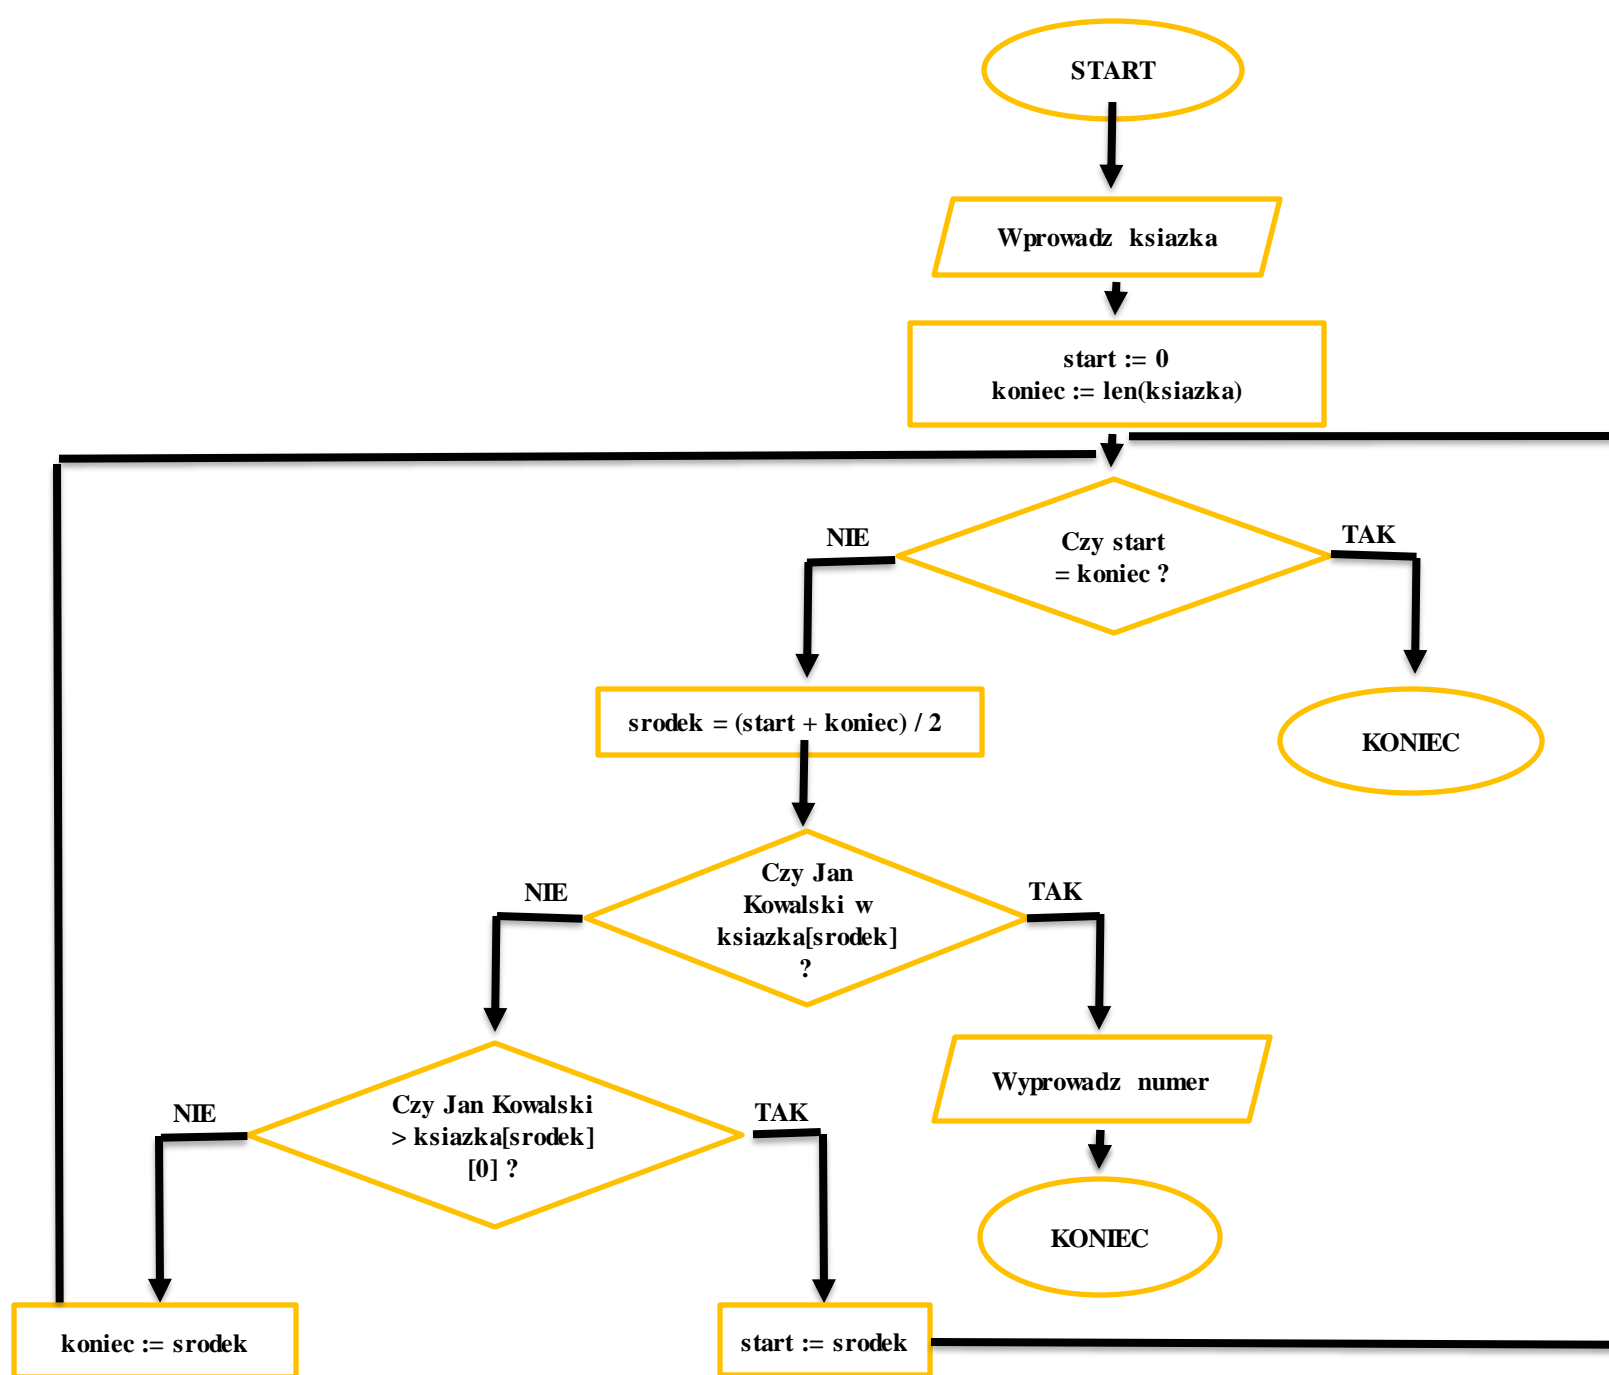 START
Wprowadz ksiazka
start := 0
koniec := len(ksiazka)
NIE
TAK
Czy start
= koniec ?
srodek = (start + koniec) / 2
KONIEC
Czy Jan
Kowalski w
ksiazka[srodek]
?
NIE
TAK
Wyprowadz numer
Czy Jan Kowalski
> ksiazka[srodek]
[0] ?
NIE
TAK
KONIEC
koniec := srodek
start := srodek